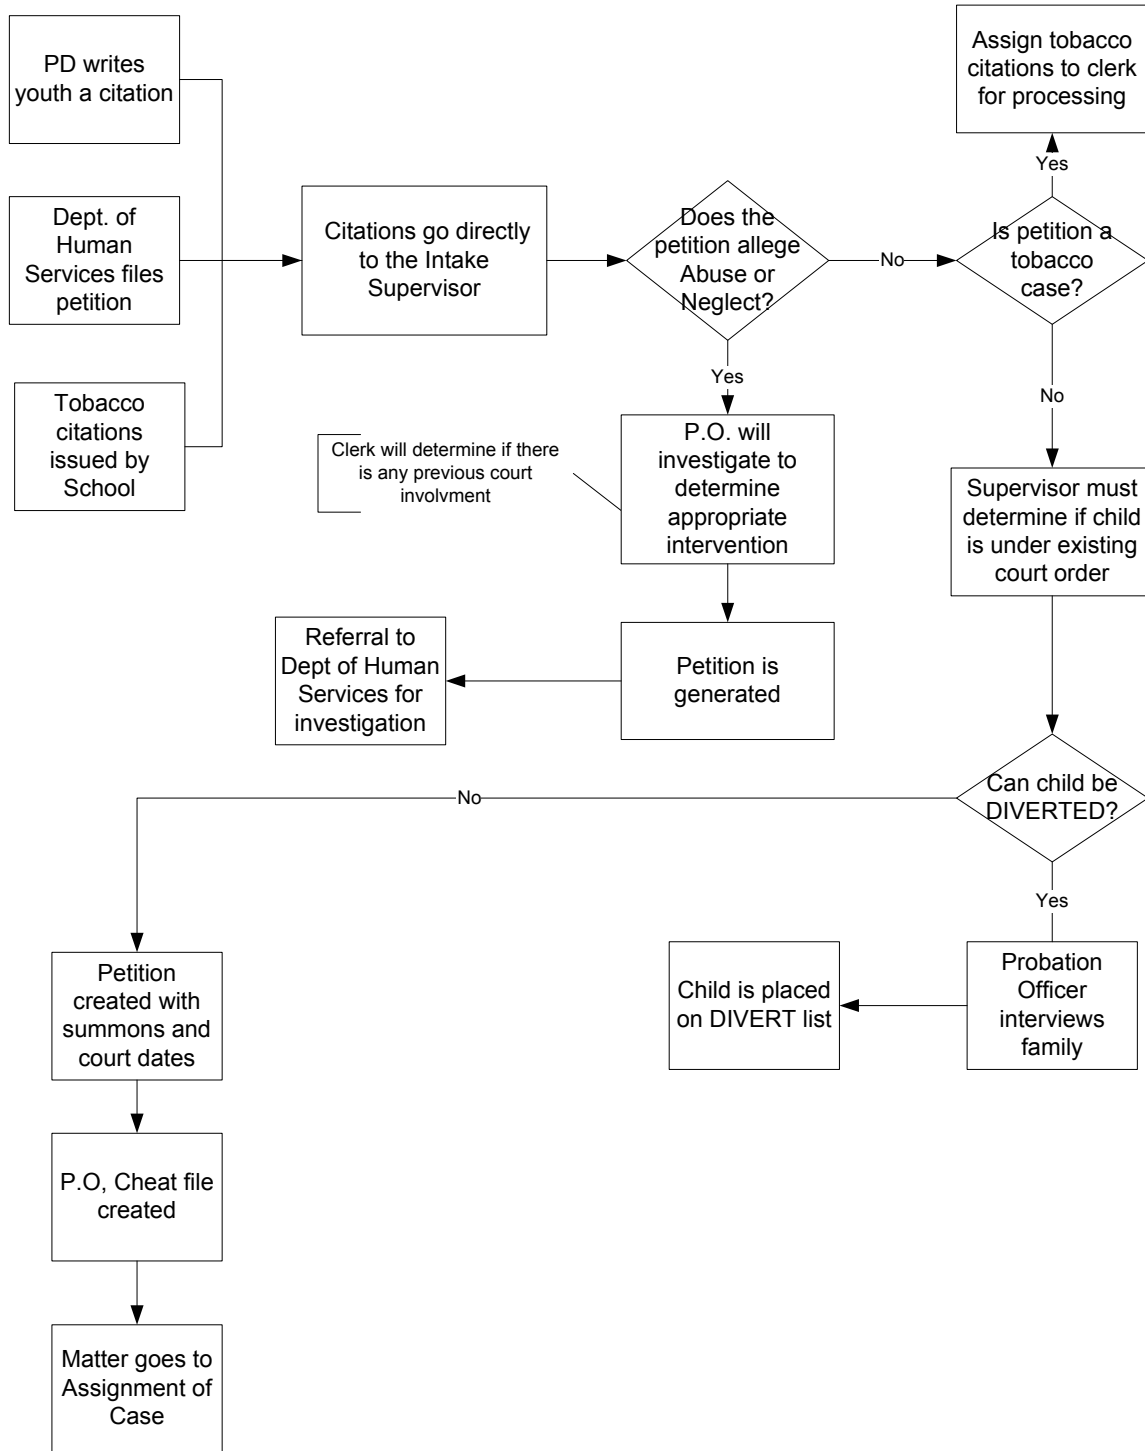 PD writes
youth a citation
Dept. of
Human
Services files
petition
Tobacco
citations
issued by
School
Citations go directly
to the Intake
Supervisor
Does the
petition allege
Abuse or
Neglect?
No
Is petition a
tobacco
case?
Yes
Assign tobacco
citations to clerk
for processing
Yes
No
Clerk will determine if there
is any previous court
involvment
P.O. will
investigate to
determine
appropriate
intervention
Supervisor must
determine if child
is under existing
court order
Petition is
generated
Referral to
Dept of Human
Services for
investigation
Can child be
DIVERTED?
No
Yes
Probation
Officer
interviews
family
Child is placed
on DIVERT list
Petition
created with
summons and
court dates
P.O, Cheat file
created
Matter goes to
Assignment of
Case